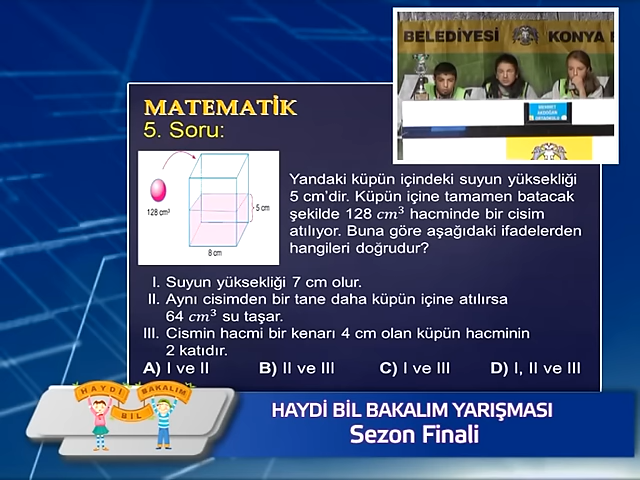 BELEDİYESİ
KONYA
MEHMET
ORTAOKULU
MATEMATİK
5. Soru:
128 cm³
5 cm
8 cm
Yandaki küpün içindeki suyun yüksekliği
5 cm'dir. Küpün içine tamamen batacak
şekilde 128 cm³ hacminde bir cisim
atılıyor. Buna göre aşağıdaki ifadelerden
hangileri doğrudur?
I. Suyun yüksekliği 7 cm olur.
II. Aynı cisimden bir tane daha küpün içine atılırsa
64 cm³ su taşar.
III. Cismin hacmi bir kenarı 4 cm olan küpün hacminin
2 katıdır.
A) I ve II B) II ve III C) I ve III D) I, II ve III
HAYDİ BİL BAKALIM
HAYDİ BİL BAKALIM YARIŞMASI
Sezon Finali